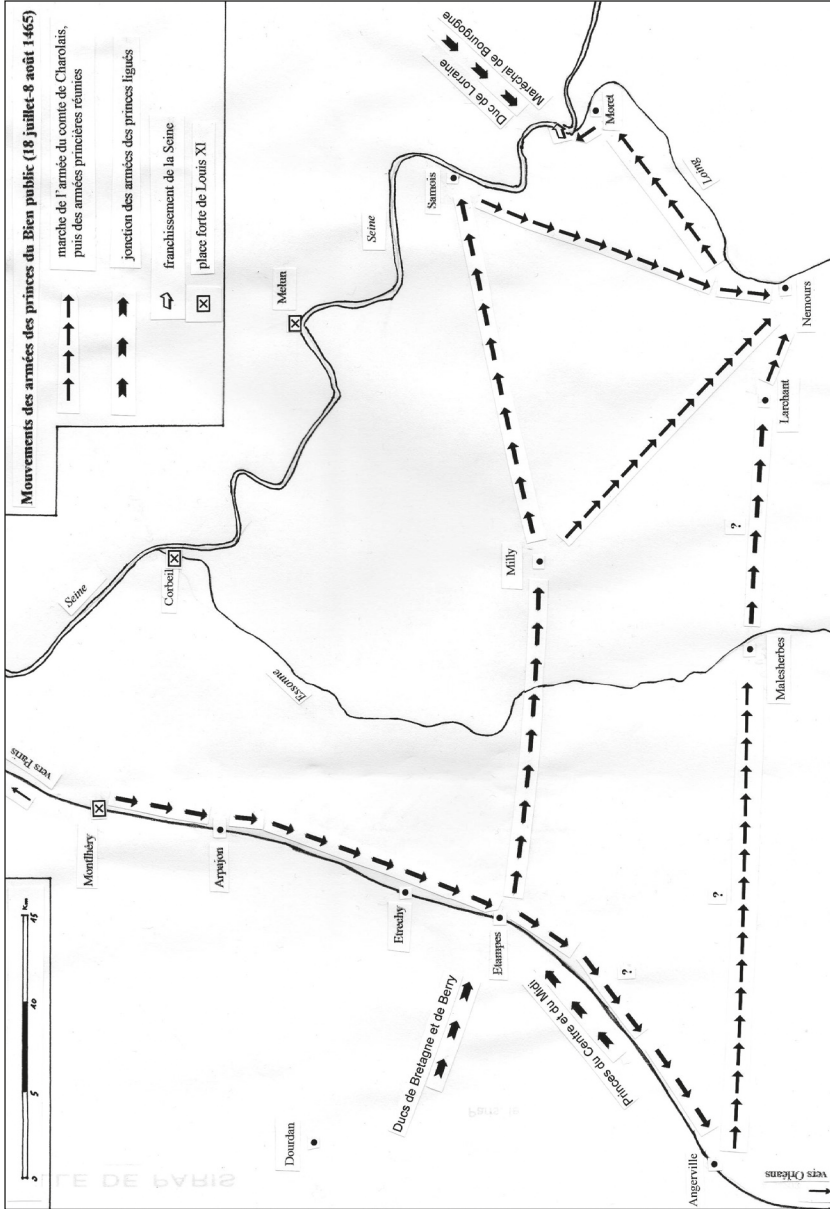 Mouvements des armées des princes du Bien public (18 juillet-8 août 1465)
marche de l'armée du comte de Charolais,
puis des armées princières réunies
jonction des armées des princes ligués
franchissement de la Seine
place forte de Louis XI
0 5 10 15 Km
vers Paris
Montlhéry
Arpajon
Etrechy
Etampes
Dourdan
Ducs de Bretagne et de Berry
Princes du Centre et du Midi
?
Angerville
vers Orléans
?
Malesherbes
?
Larchant
Nemours
Milly
Essonne
Corbeil
Seine
Melun
Seine
Samois
Loing
Moret
Duc de Lorraine
Maréchal de Bourgogne
LLE DE PARIS